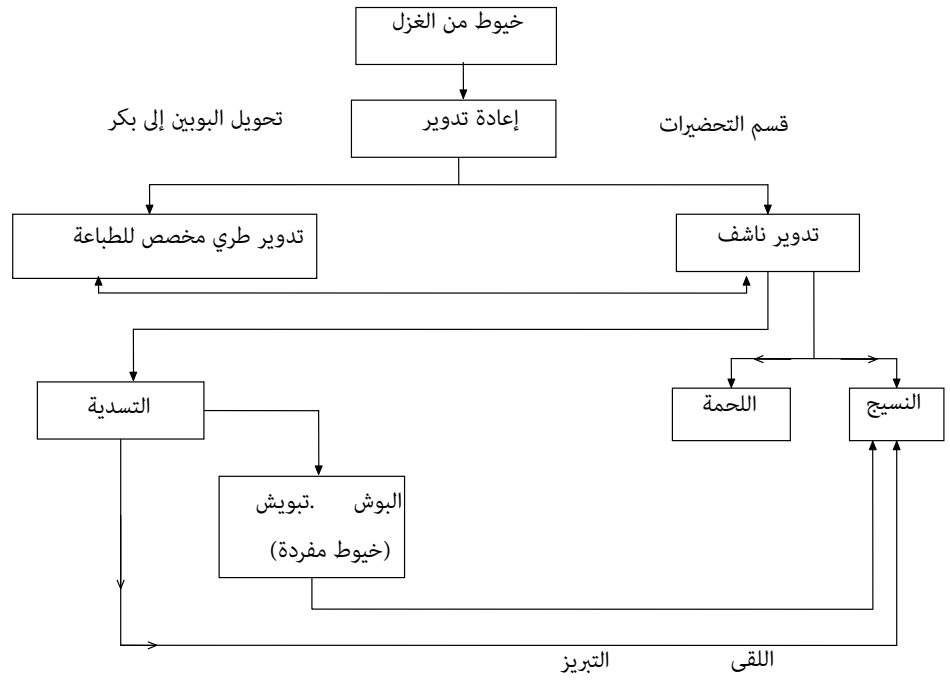 خيوط من الغزل
إعادة تدوير
قسم التحضيرات
تحويل البوبين إلى بكر
تدوير ناشف
تدوير طري مخصص للطباعة
النسيج
اللحمة
التسدية
البوش .تبويش
(خيوط مفردة)
اللقى
التبريز